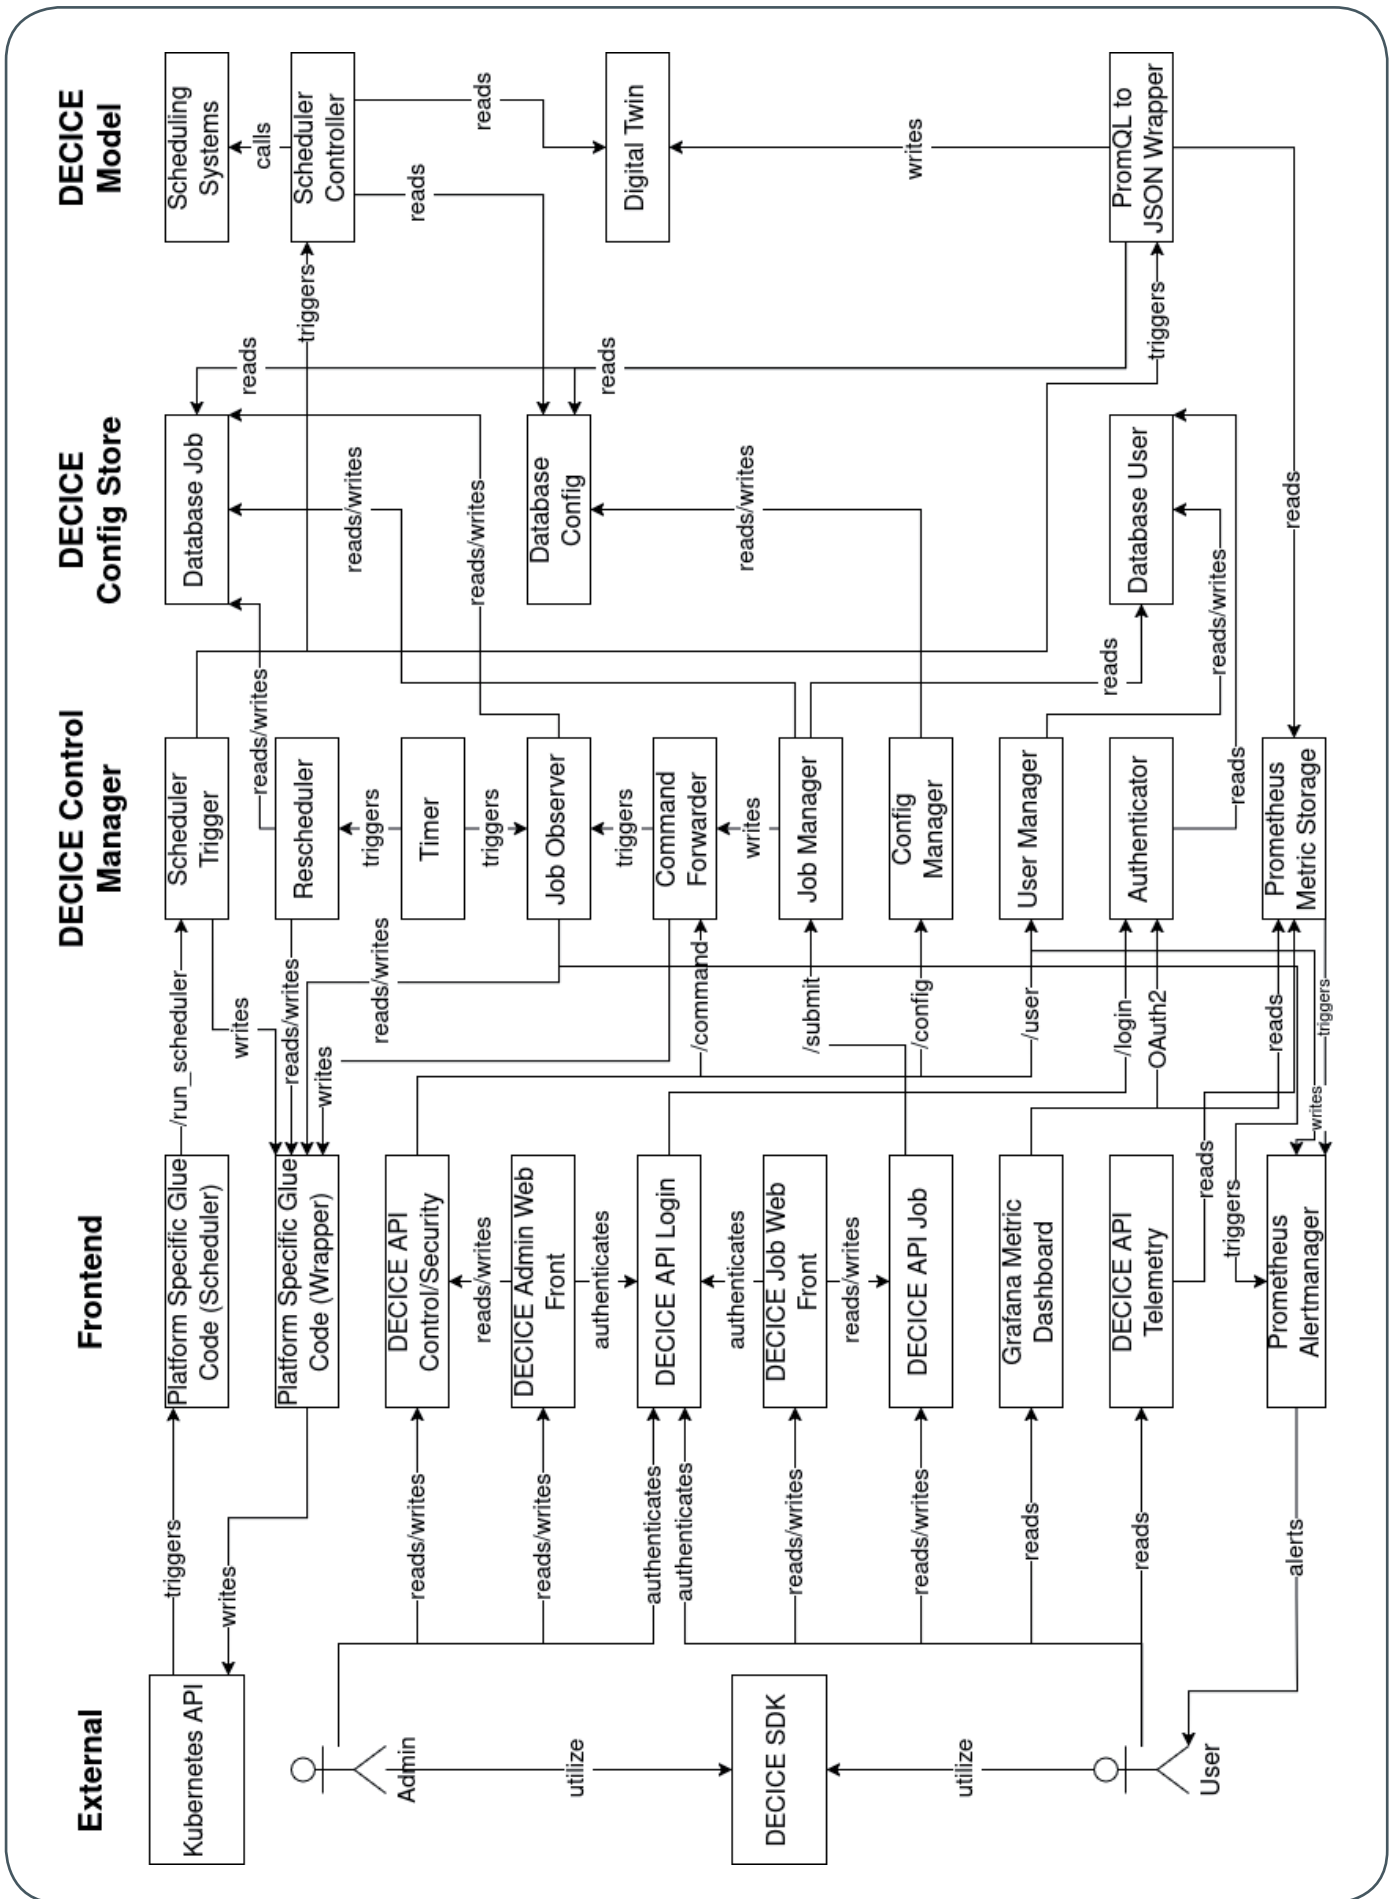 External
Frontend
DECICE Control
Manager
DECICE
Config Store
DECICE
Model
Kubernetes API
triggers
writes
Admin
utilize
DECICE SDK
utilize
User
reads/writes
reads/writes
authenticates
authenticates
reads/writes
reads/writes
reads
reads
alerts
Platform Specific Glue
Code (Scheduler)
Platform Specific Glue
Code (Wrapper)
DECICE API
Control/Security
reads/writes
DECICE Admin Web
Front
authenticates
DECICE API Login
authenticates
DECICE Job Web
Front
reads/writes
DECICE API Job
Grafana Metric
Dashboard
DECICE API
Telemetry
Prometheus
Alertmanager
/run_scheduler
writes
reads/writes
writes
reads/writes
/command
/submit
/config
/user
/login
OAuth2
reads
reads
triggers
writes
triggers
Scheduler
Trigger
Rescheduler
triggers
Timer
triggers
Job Observer
triggers
Command
Forwarder
writes
Job Manager
Config
Manager
User Manager
Authenticator
Prometheus
Metric Storage
reads/writes
reads/writes
reads/writes
reads/writes
reads
reads/writes
reads
Database Job
Database
Config
Database User
reads
triggers
reads
reads
triggers
reads
Scheduling
Systems
calls
Scheduler
Controller
reads
Digital Twin
writes
PromQL to
JSON Wrapper